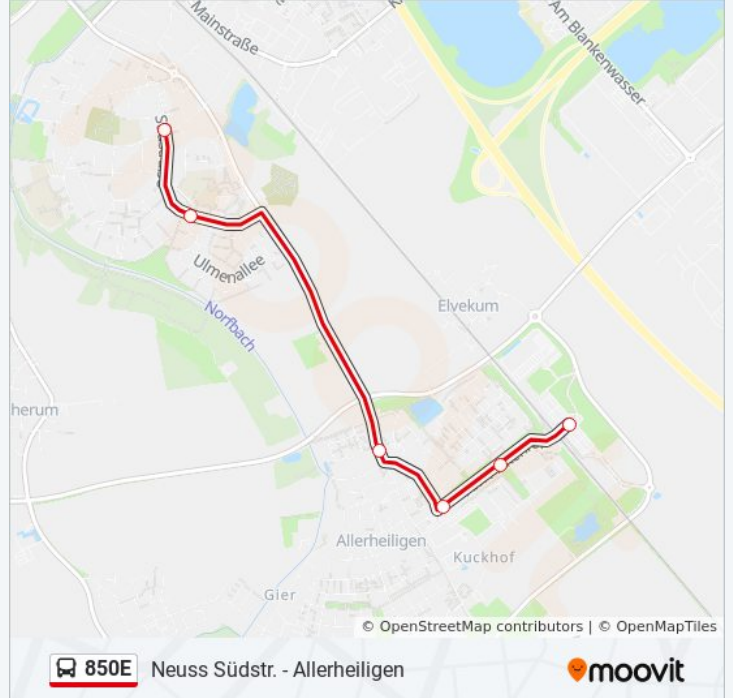 Mainstraße
Am Blankenwasser
Ulmenallee
Norfbach
Elvekum
herum
Allerheiligen
Kuckhof
Gier
© OpenStreetMap contributors | © OpenMapTiles
850E Neuss Südstr. - Allerheiligen
moovit